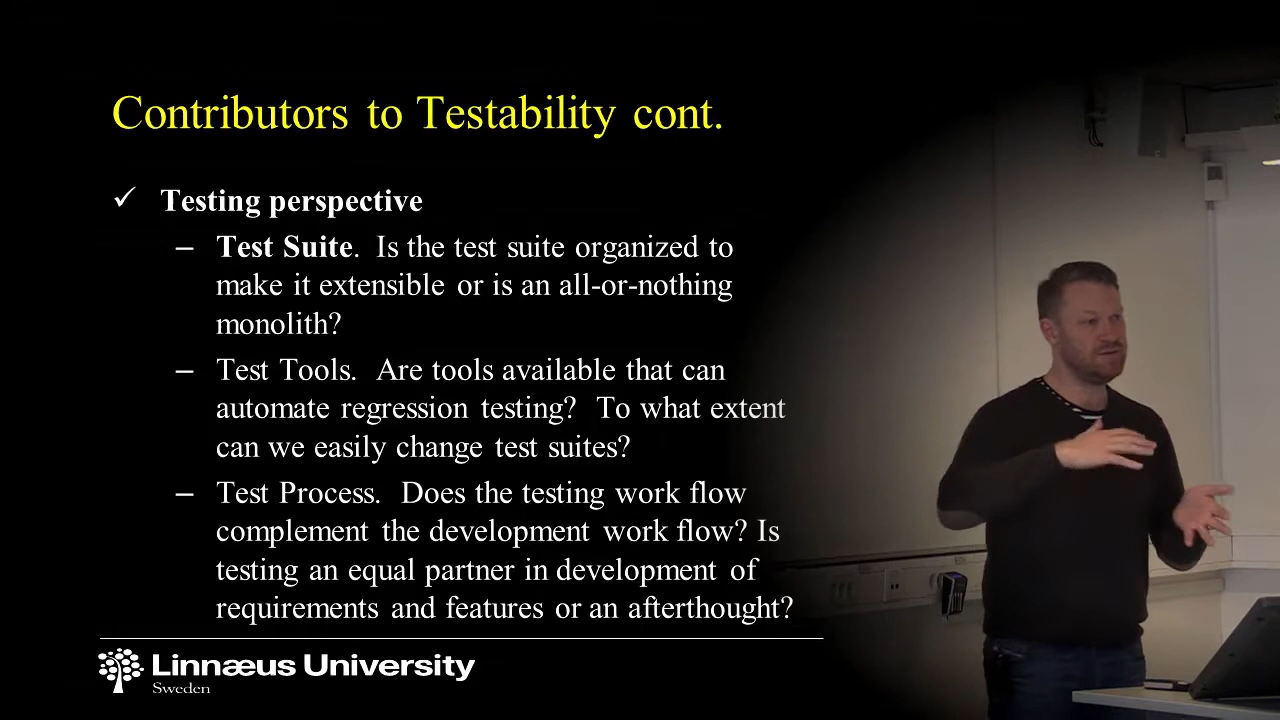 Contributors to Testability cont.
✓ Testing perspective
– Test Suite. Is the test suite organized to
make it extensible or is an all-or-nothing
monolith?
– Test Tools. Are tools available that can
automate regression testing? To what extent
can we easily change test suites?
– Test Process. Does the testing work flow
complement the development work flow? Is
testing an equal partner in development of
requirements and features or an afterthought?
Linnæus University
Sweden